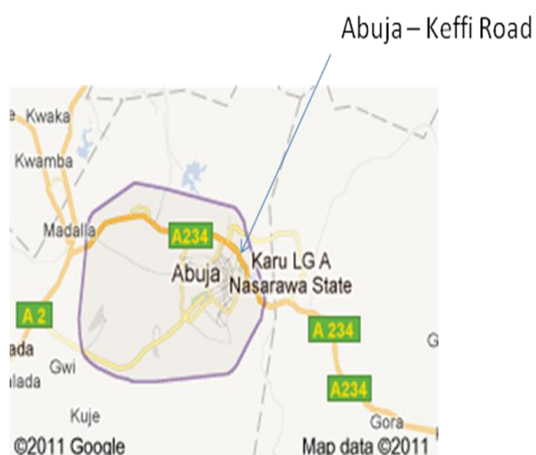 Abuja – Keffi Road
e Kwaka
Kwamba
Madalla
A234
Karu LG A
Abuja
Nasarawa State
A 2
A 234
ada
G
Gwi
lada
A234
Kuje
Gora
©2011 Google
Map data ©2011